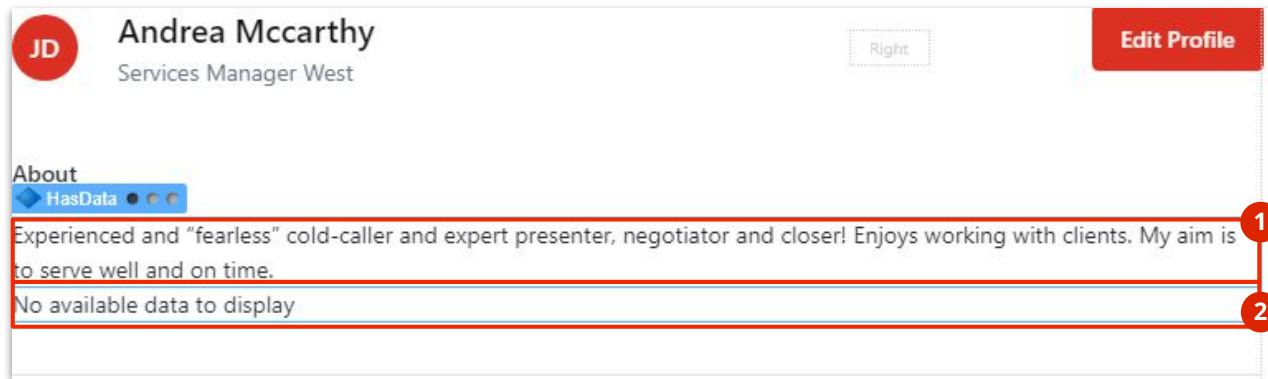 JD
Andrea Mccarthy
Services Manager West
Right
Edit Profile
About
HasData
Experienced and “fearless” cold-caller and expert presenter, negotiator and closer! Enjoys working with clients. My aim is
to serve well and on time.
1
No available data to display
2